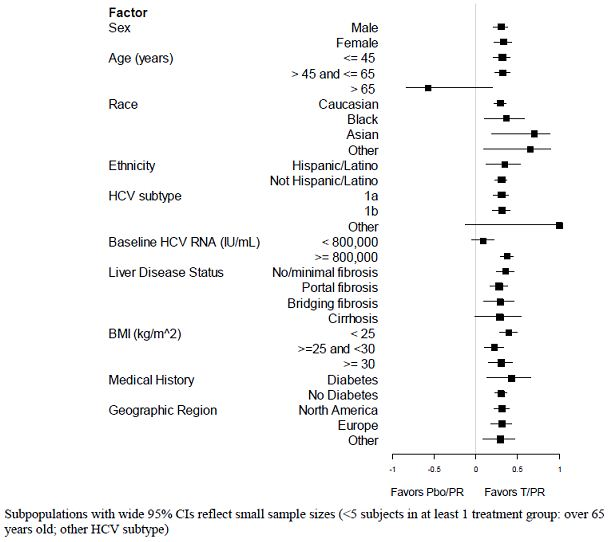 Factor
Sex Male
Female
Age (years) <= 45
> 45 and <= 65
> 65
Race Caucasian
Black
Asian
Other
Ethnicity Hispanic/Latino
Not Hispanic/Latino
HCV subtype 1a
1b
Other
Baseline HCV RNA (IU/mL) < 800,000
>= 800,000
Liver Disease Status No/minimal fibrosis
Portal fibrosis
Bridging fibrosis
Cirrhosis
BMI (kg/m^2) < 25
>=25 and <30
>= 30
Medical History Diabetes
No Diabetes
Geographic Region North America
Europe
Other
-1 -0.5 0 0.5 1
Favors Pbo/PR Favors T/PR
Subpopulations with wide 95% CIs reflect small sample sizes (<5 subjects in at least 1 treatment group: over 65
years old; other HCV subtype)